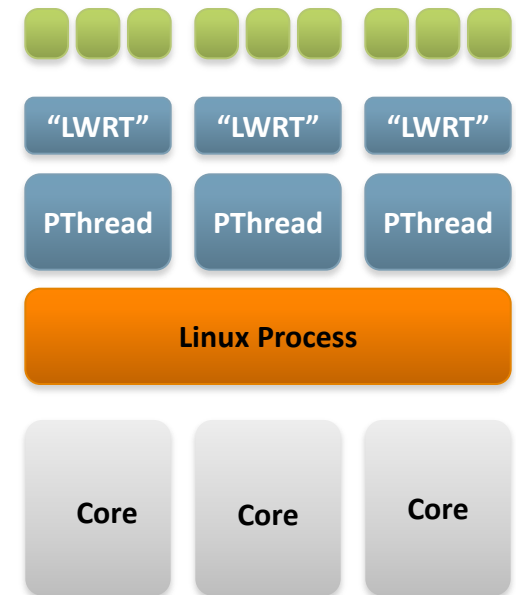 “LWRT” “LWRT” “LWRT”
PThread PThread PThread
Linux Process
Core Core Core